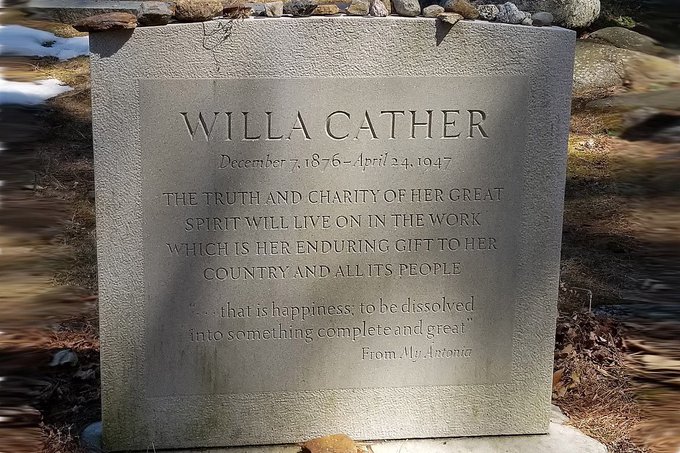 WILLA CATHER
December 7, 1876–April 24, 1947
THE TRUTH AND CHARITY OF HER GREAT
SPIRIT WILL LIVE ON IN THE WORK
WHICH IS HER ENDURING GIFT TO HER
COUNTRY AND ALL ITS PEOPLE
“· · · that is happiness; to be dissolved
into something complete and great”
From My Antonia